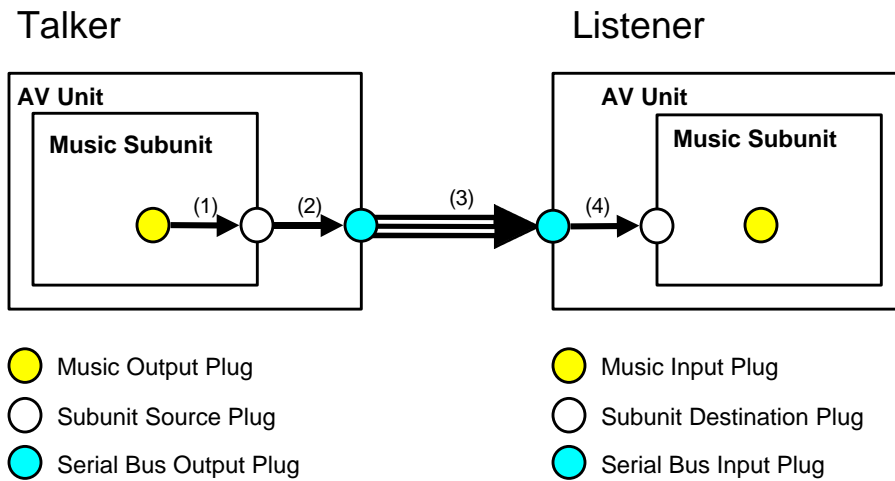 Talker
Listener
AV Unit
AV Unit
Music Subunit
Music Subunit
(1)
(2)
(3)
(4)
Music Output Plug
Music Input Plug
Subunit Source Plug
Subunit Destination Plug
Serial Bus Output Plug
Serial Bus Input Plug